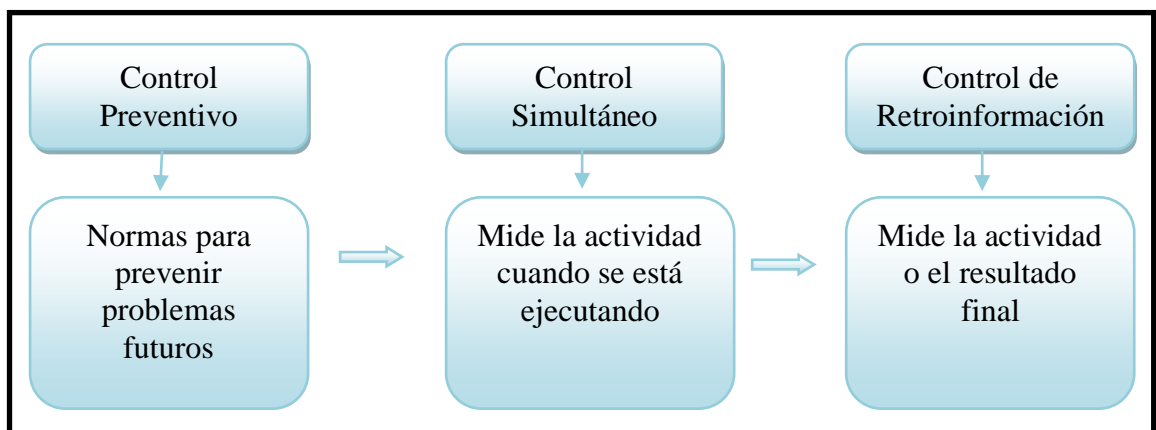 Control
Preventivo
Control
Simultáneo
Control de
Retroinformación
Normas para
prevenir
problemas
futuros
Mide la actividad
cuando se está
ejecutando
Mide la actividad
o el resultado
final